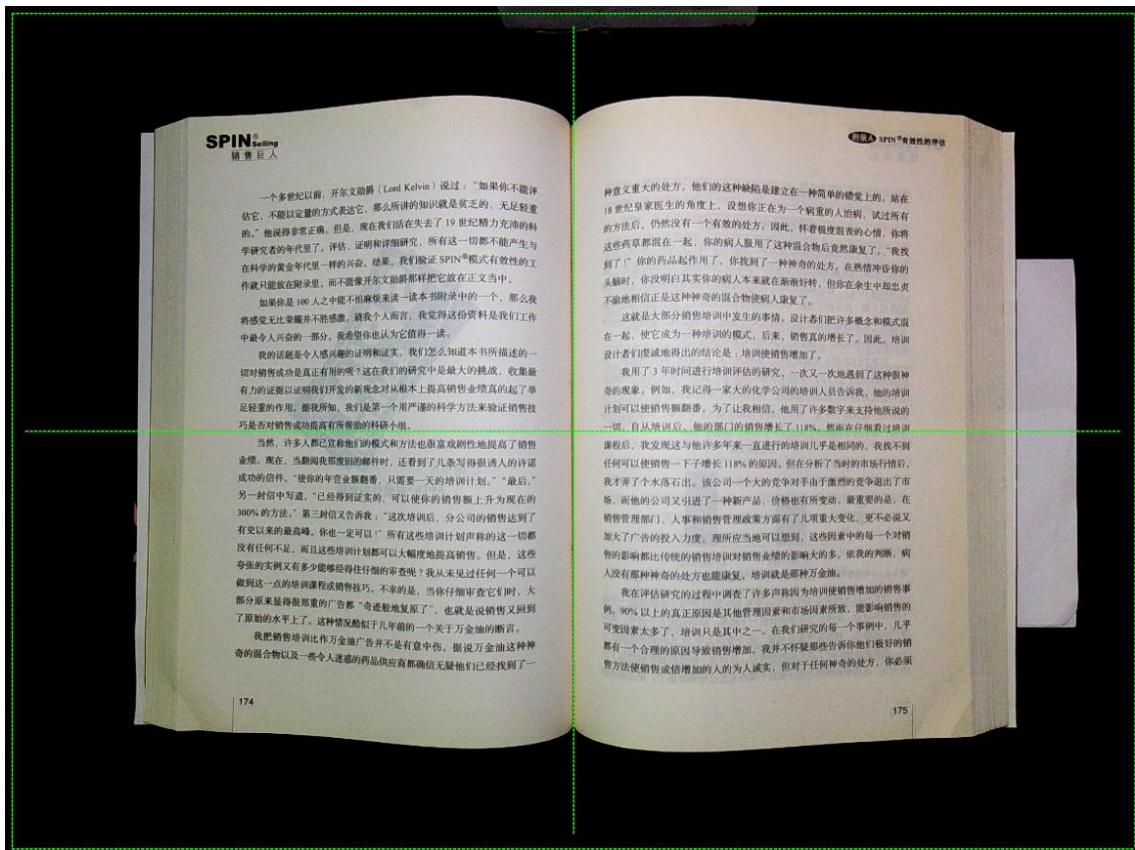 SPIN®
Selling
销售巨人
一个多世纪以前，开尔文勋爵（Lord Kelvin）说过：“如果你不能评
估它，不能以定量的方式表达它，那么所讲的知识就是贫乏的、无足轻重
的。”他说得非常正确。但是，现在我们活在失去了 19 世纪精力充沛的科
学研究者的年代里了。评估、证明和详细研究，所有这一切都不能产生与
在科学的黄金年代里一样的兴奋。结果，我们验证 SPIN®模式有效性的工
作就只能放在附录里，而不能像开尔文勋爵那样把它放在正文当中。
如果你是 100 人之中能不怕麻烦来读一读本书附录中的一个，那么我
将感觉无比荣耀并不胜感激。就我个人而言，我觉得这份资料是我们工作
中最令人兴奋的一部分。我希望你也认为它值得一读。
我的话题是令人感兴趣的证明和证实。我们怎么知道本书所描述的一
切对销售成功是真正有用的呢？这在我们的研究中是最大的挑战，收集最
有力的证据以证明我们开发的新观念对从根本上提高销售业绩真的起了举
足轻重的作用。据我所知，我们是第一个用严谨的科学方法来验证销售技
巧是否对销售成功提高有所帮助的科研小组。
当然，许多人都已宣称他们的模式和方法也很富戏剧性地提高了销售
业绩。现在，当翻阅我那废旧的邮件时，还看到了几条写得很诱人的许诺
成功的信件。“使你的年营业额翻番，只需要一天的培训计划。”“最后，”
另一封信中写道，“已经得到证实的，可以使你的销售额上升为现在的
300%的方法。”第三封信又告诉我：“这次培训后，分公司的销售达到了
有史以来的最高峰。你也一定可以！”所有这些培训计划声称的这一切都
没有任何不足，而且这些培训计划都可以大幅度地提高销售。但是，这些
夸张的实例又有多少能够经得住仔细的审查呢？我从未见过任何一个可以
做到这一点的培训课程或销售技巧。不幸的是，当你仔细审查它们时，大
部分原来显得很郑重的广告都“奇迹般地复原了”，也就是说销售又回到
了原始的水平上了。这种情况酷似于几年前的一个关于万金油的断言。
我把销售培训比作万金油广告并不是有意中伤。据说万金油这种神
奇的混合物以及一些令人迷惑的药品供应商都确信无疑他们已经找到了一
174
附录A SPIN®有效性的评估
种意义重大的处方。他们的这种缺陷是建立在一种简单的错觉上的。站在
18 世纪皇家医生的角度上，设想你正在为一个病重的人治病，试过所有
的方法后，仍然没有一个有效的处方。因此，怀着极度沮丧的心情，你将
这些药草都混在一起，你的病人服用了这种混合物后竟然康复了。“我找
到了！”你的药品起作用了，你找到了一种神奇的处方。在热情冲昏你的
头脑时，你没明白其实你的病人本来就在渐渐好转，但你在余生中却忠贞
不渝地相信正是这种神奇的混合物使病人康复了。
这就是大部分销售培训中发生的事情。设计者们把许多概念和模式混
在一起，使它成为一种培训的模式，后来，销售真的增长了。因此，培训
设计者们虔诚地得出的结论是：培训使销售增加了。
我用了 3 年时间进行培训评估的研究，一次又一次地遇到了这种很神
奇的现象。例如，我记得一家大的化学公司的培训人员告诉我，他的培训
计划可以使销售额翻番。为了让我相信，他用了许多数字来支持他所说的
一切。自从培训后，他的部门的销售增长了 118%。然而在仔细看过培训
课程后，我发现这与他许多年来一直进行的培训几乎是相同的。我找不到
任何可以使销售一下子增长 118%的原因。但在分析了当时的市场行情后，
我才弄了个水落石出。该公司一个大的竞争对手由于激烈的竞争退出了市
场，而他的公司又引进了一种新产品，价格也有所变动。最重要的是，在
销售管理部门、人事和销售管理政策方面有了几项重大变化，更不必说又
加大了广告的投入力度。理所应当地可以想到，这些因素中的每一个对销
售的影响都比传统的销售培训对销售业绩的影响大的多。依我的判断，病
人没有那种神奇的处方也能康复，培训就是那种万金油。
我在评估研究的过程中调查了许多声称因为培训使销售增加的销售事
例。90%以上的真正原因是其他管理因素和市场因素所致，能影响销售的
可变因素太多了，培训只是其中之一。在我们研究的每一个事例中，几乎
都有一个合理的原因导致销售增加。我并不怀疑那些告诉你他们极好的销
售方法使销售成倍增加的人的为人诚实，但对于任何神奇的处方，你必须
175